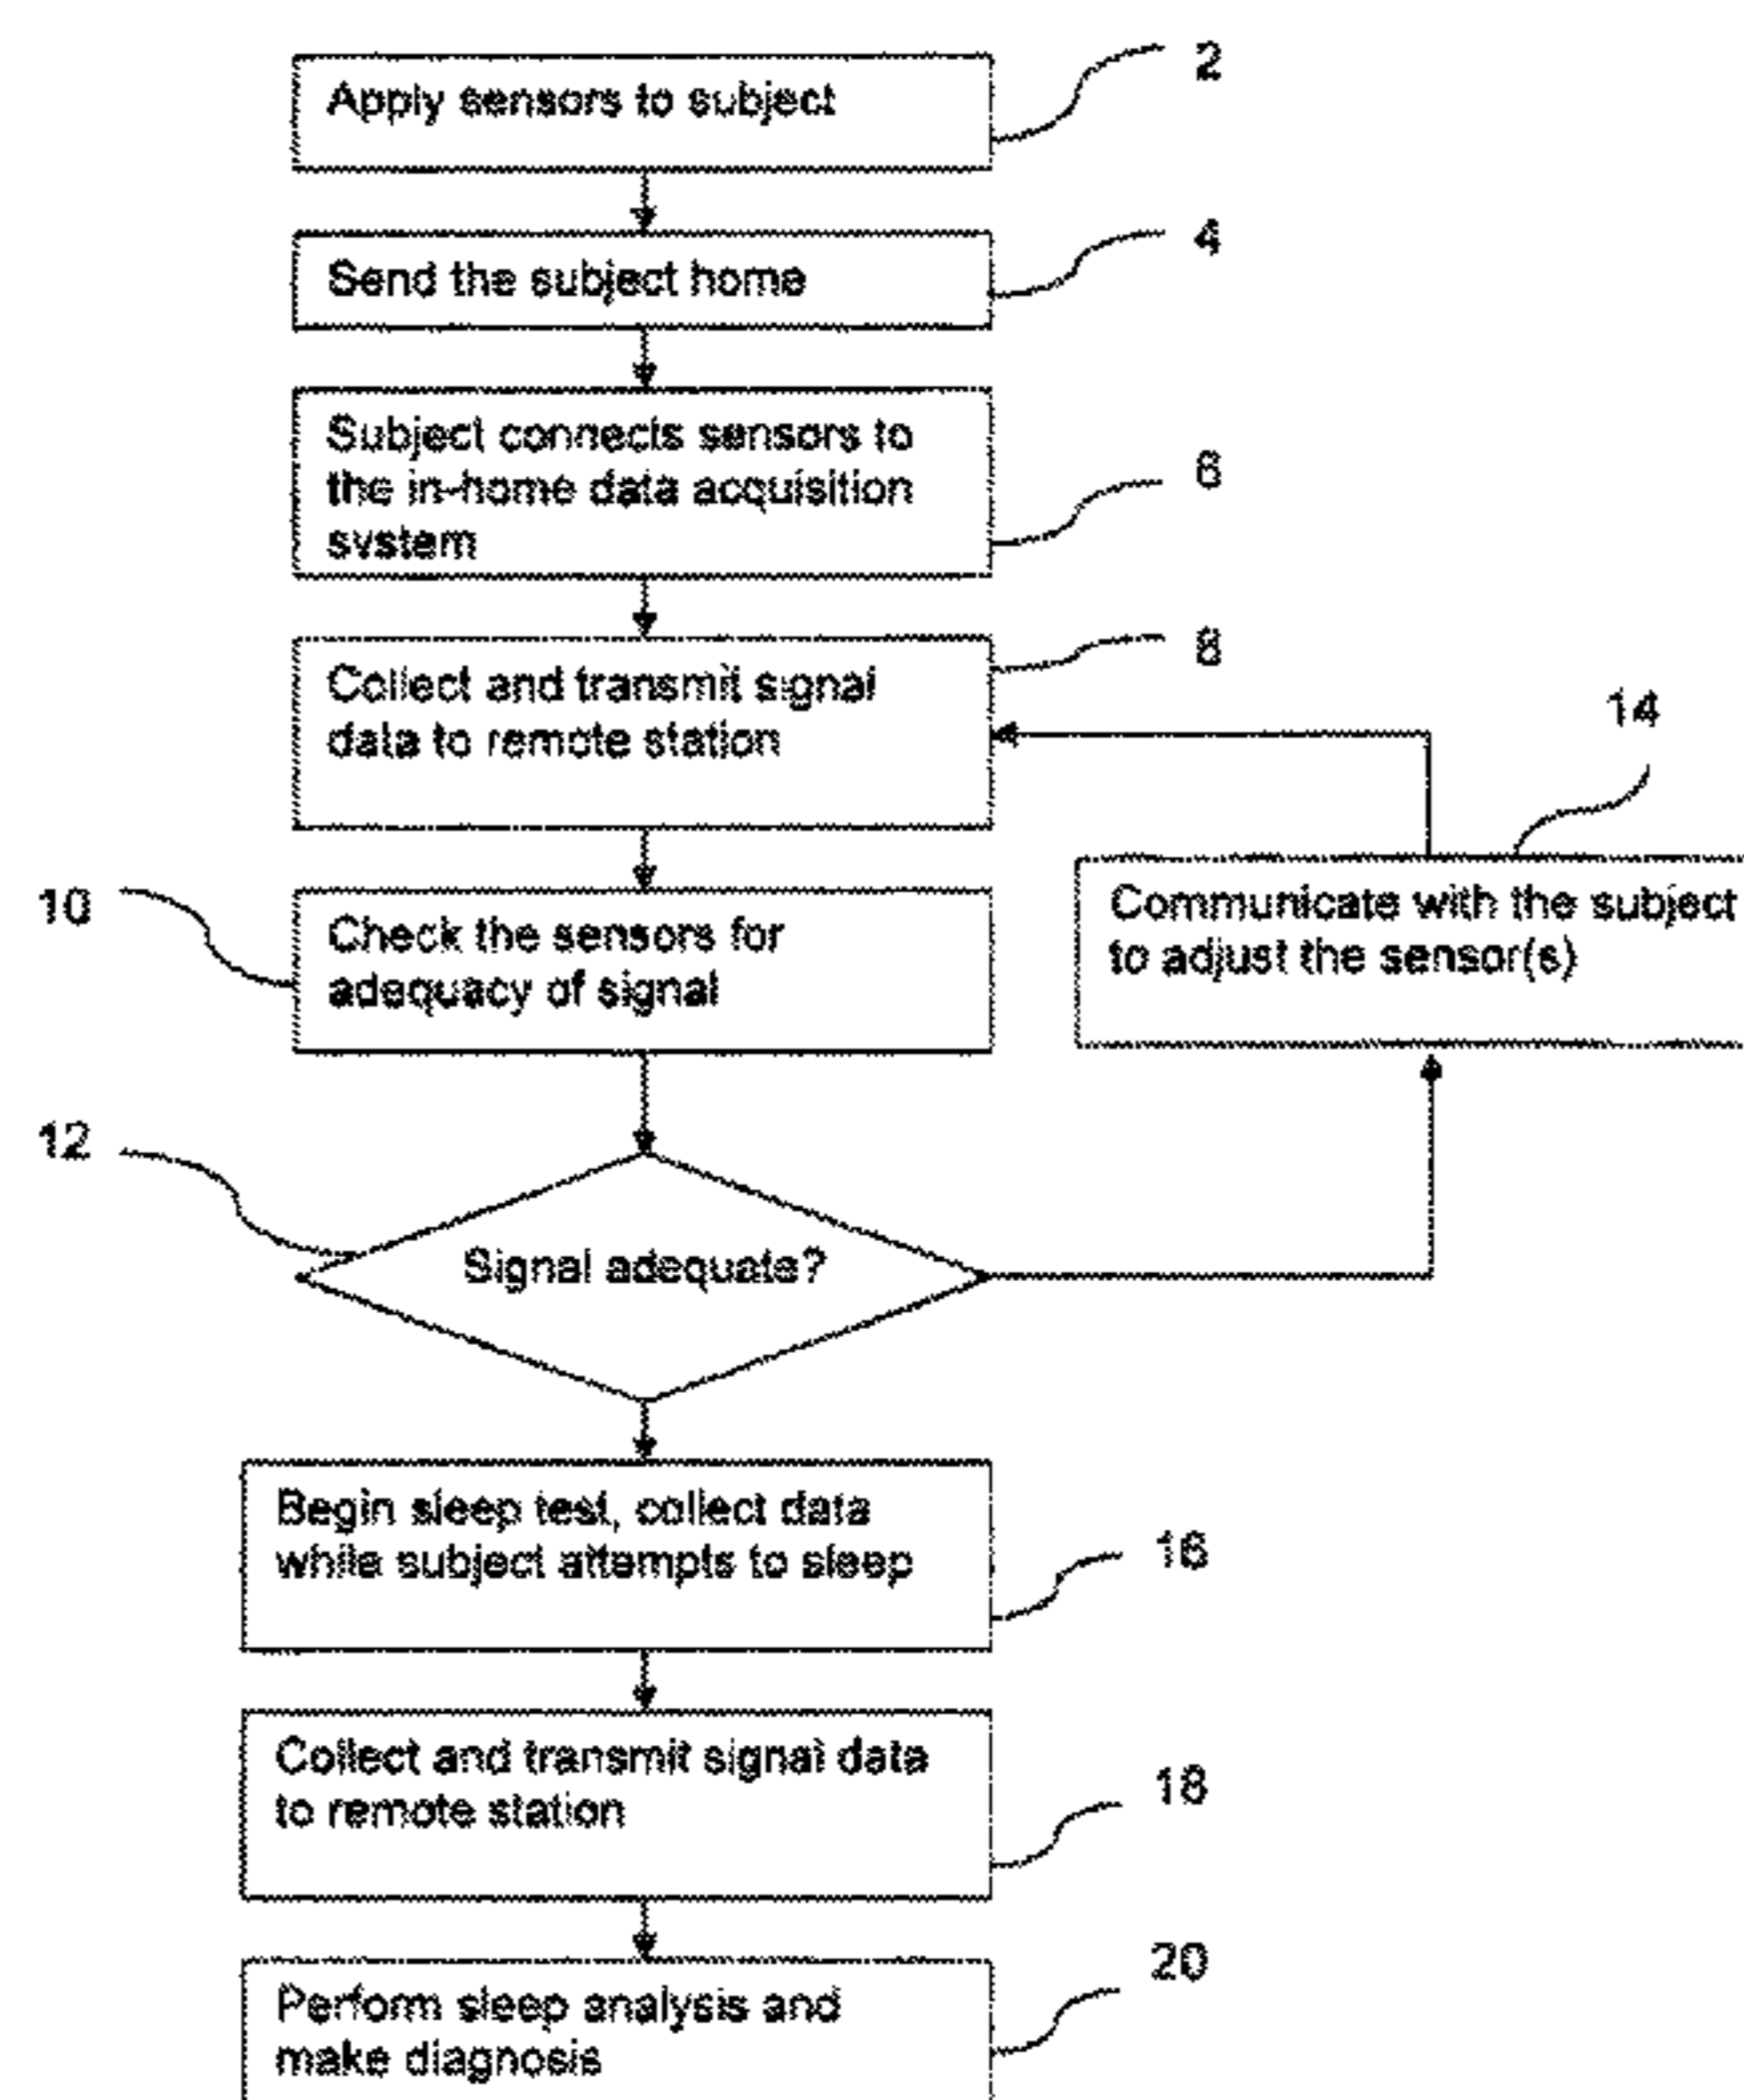 Apply sensors to subject
2
Send the subject home
4
Subject connects sensors to
the in-home data acquisition
system
6
Collect and transmit signal
data to remote station
8
14
Communicate with the subject
to adjust the sensor(s)
10
Check the sensors for
adequacy of signal
12
Signal adequate?
Begin sleep test, collect data
while subject attempts to sleep
16
Collect and transmit signal data
to remote station
18
Perform sleep analysis and
make diagnosis
20